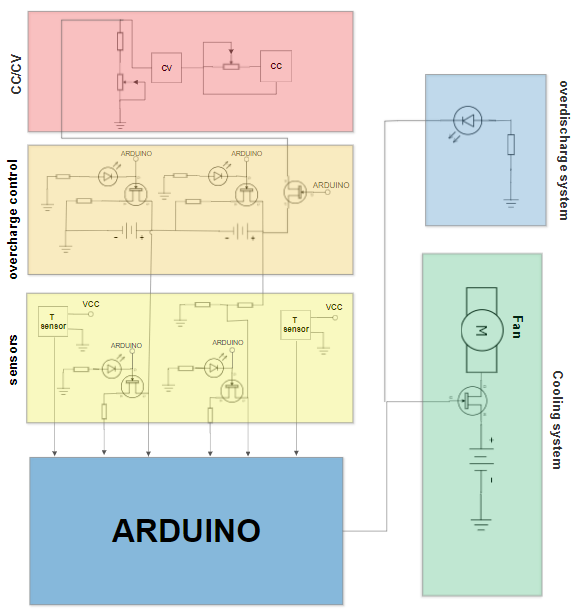 CC/CV
CV
CC
overcharge control
ARDUINO
ARDUINO
ARDUINO
- +
- +
sensors
T
sensor
VCC
T
sensor
VCC
ARDUINO
ARDUINO
ARDUINO
overdischarge system
Fan
M
+
-
Cooling system